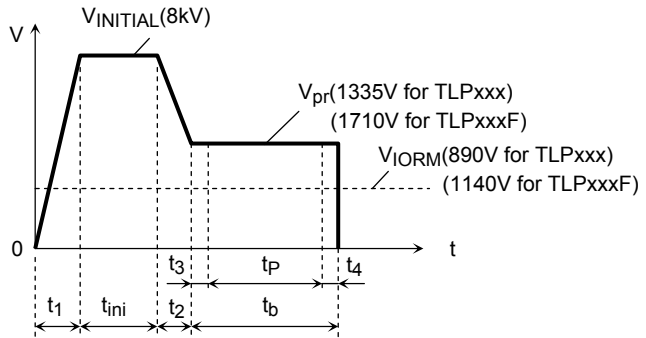 VINITIAL(8kV)
V
Vpr(1335V for TLPxxx)
(1710V for TLPxxxF)
VIORM(890V for TLPxxx)
(1140V for TLPxxxF)
0
t
t3
tP
t4
t1
tini
t2
tb